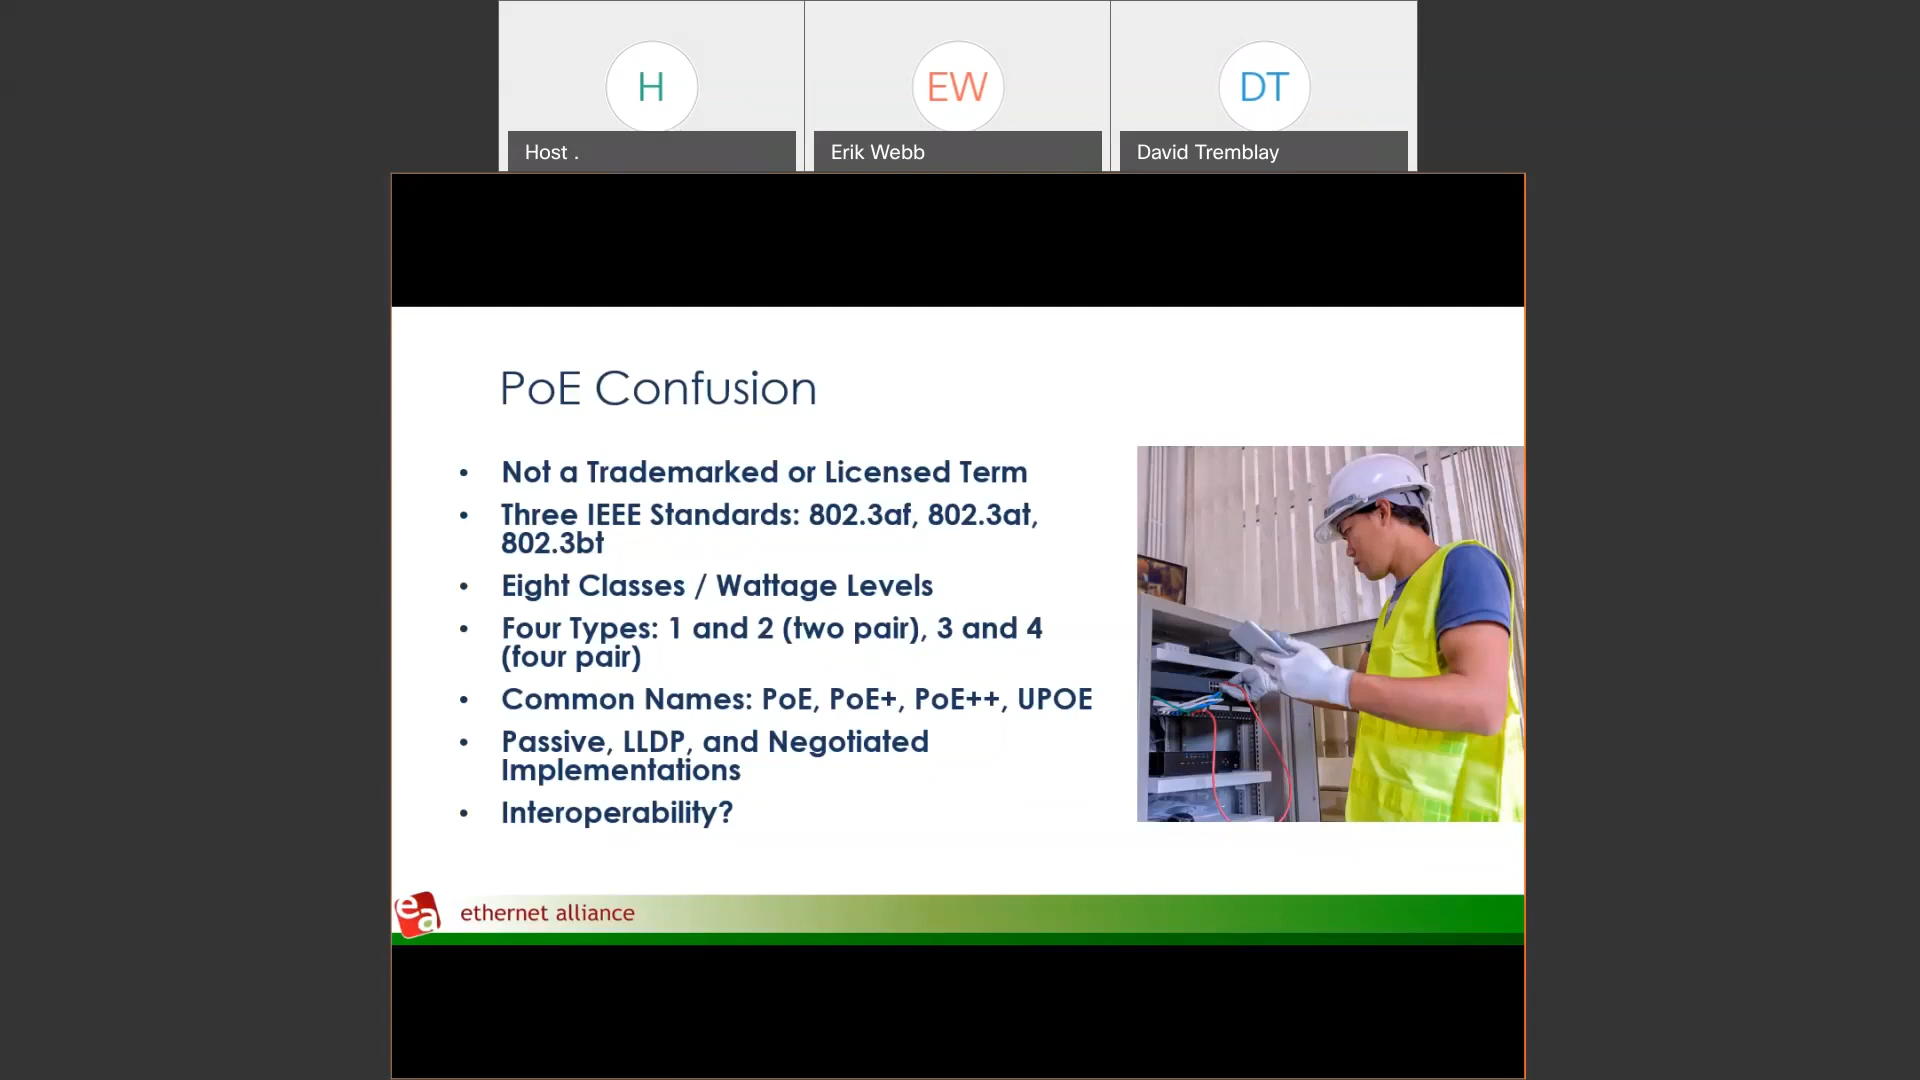 H
EW
DT
Host .
Erik Webb
David Tremblay
PoE Confusion
• Not a Trademarked or Licensed Term
• Three IEEE Standards: 802.3af, 802.3at,
802.3bt
• Eight Classes / Wattage Levels
• Four Types: 1 and 2 (two pair), 3 and 4
(four pair)
• Common Names: PoE, PoE+, PoE++, UPOE
• Passive, LLDP, and Negotiated
Implementations
• Interoperability?
ea
ethernet alliance